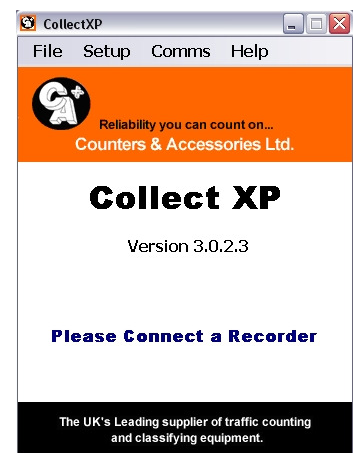 CollectXP
File Setup Comms Help
CA+
Reliability you can count on...
Counters & Accessories Ltd.
Collect XP
Version 3.0.2.3
Please Connect a Recorder
The UK's Leading supplier of traffic counting
and classifying equipment.